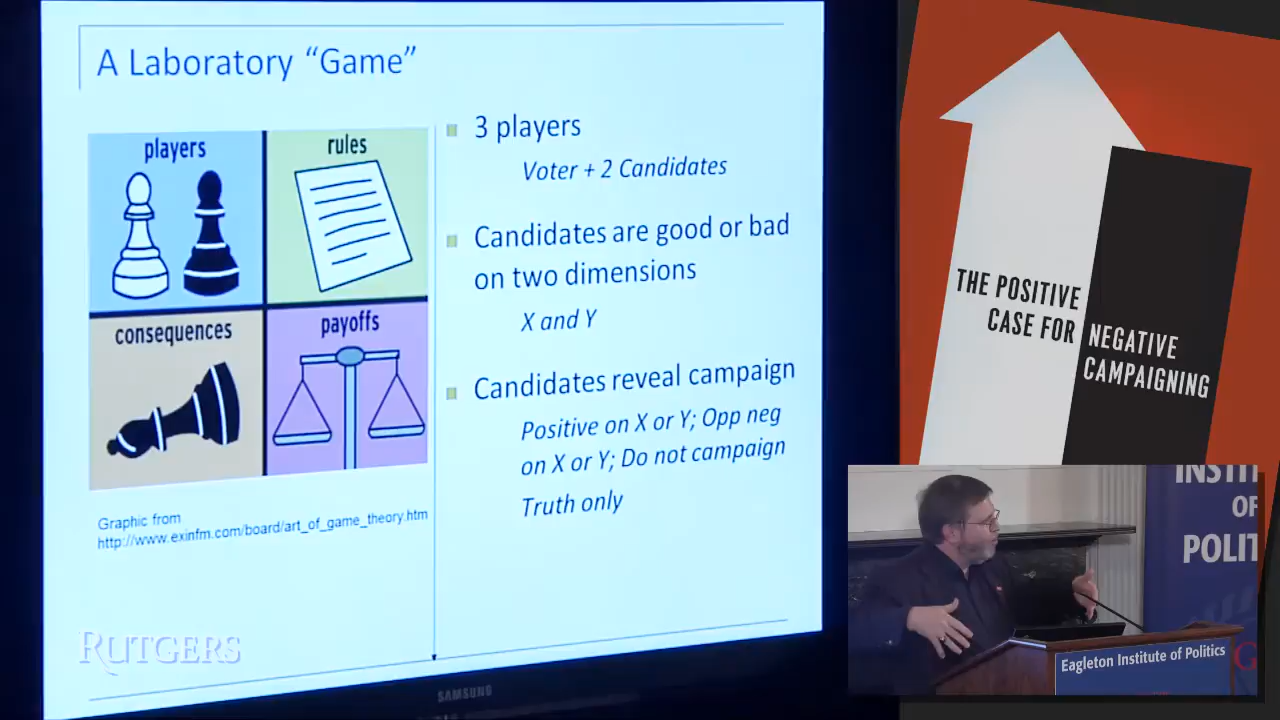 A Laboratory “Game”
players
rules
consequences
payoffs
Graphic from
http://www.exinfm.com/board/art_of_game_theory.htm
3 players
Voter + 2 Candidates
Candidates are good or bad
on two dimensions
X and Y
Candidates reveal campaign
Positive on X or Y; Opp neg
on X or Y; Do not campaign
Truth only
RUTGERS
SAMSUNG
THE POSITIVE
CASE FOR
NEGATIVE
CAMPAIGNING
OF
Eagleton Institute of Politics